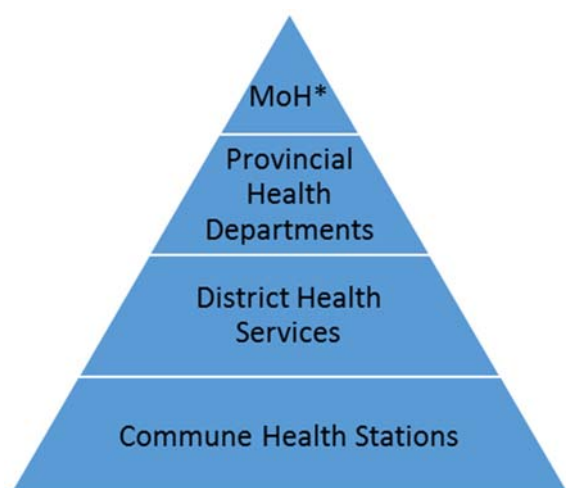 MoH*
Provincial
Health
Departments
District Health
Services
Commune Health Stations